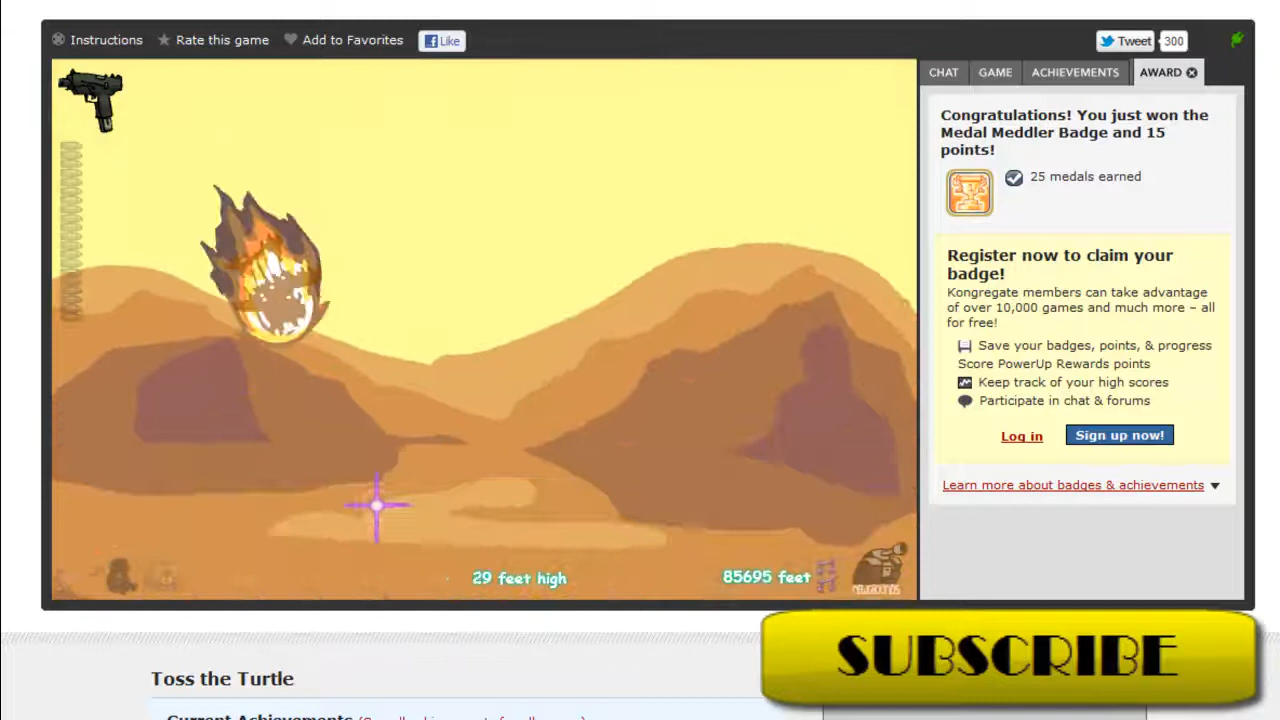 Instructions Rate this game Add to Favorites Like Tweet 300
CHAT GAME ACHIEVEMENTS AWARD
Congratulations! You just won the
Medal Meddler Badge and 15
points!
25 medals earned
Register now to claim your
badge!
Kongregate members can take advantage
of over 10,000 games and much more – all
for free!
Save your badges, points, & progress
Score PowerUp Rewards points
Keep track of your high scores
Participate in chat & forums
Log in Sign up now!
Learn more about badges & achievements
29 feet high 85695 feet
NEWGROUNDS
SUBSCRIBE
Toss the Turtle
Current Achievements